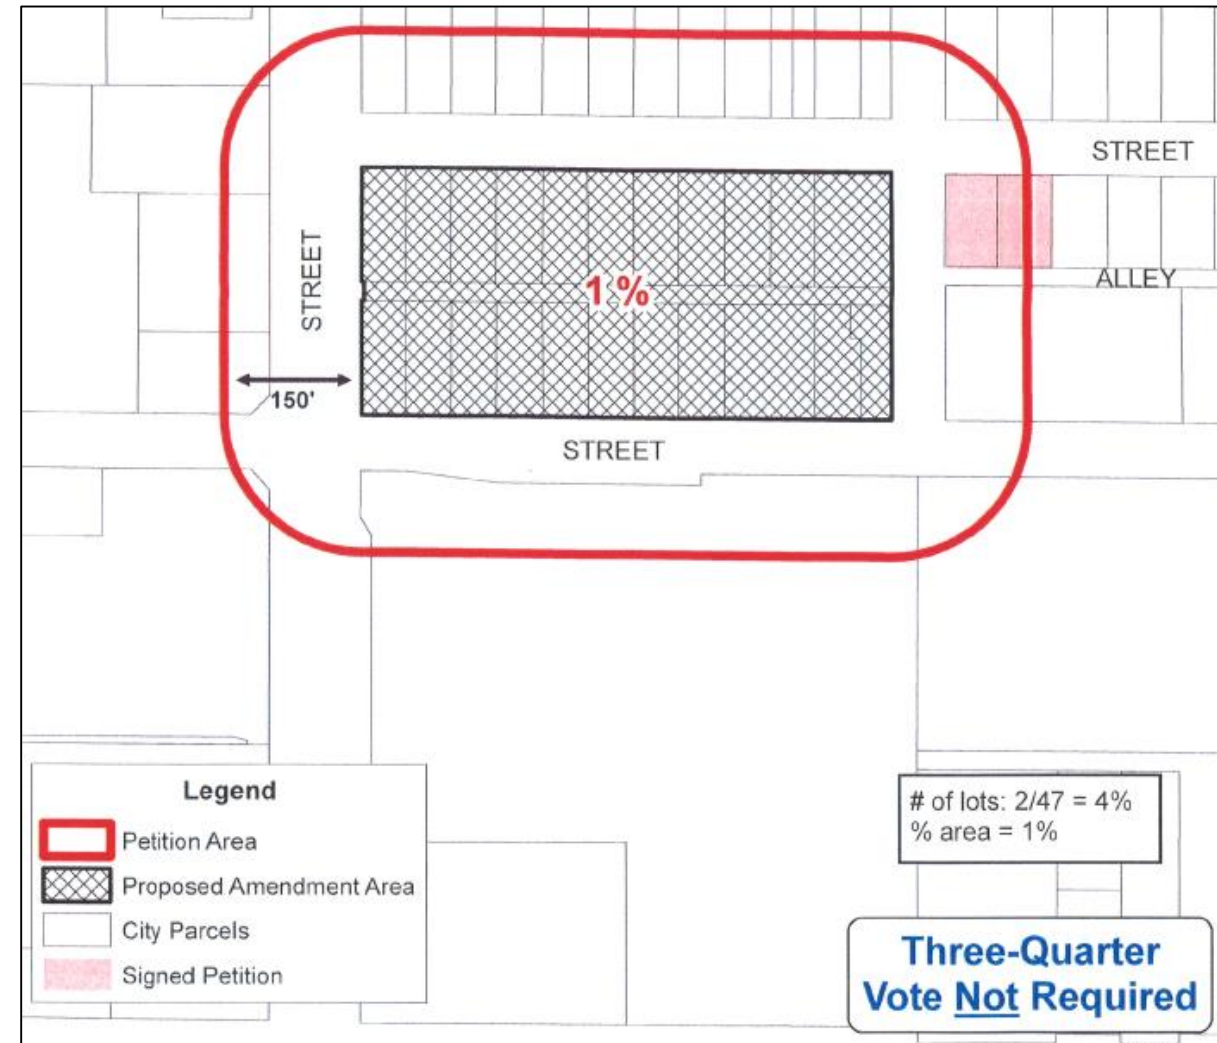 STREET
STREET
ALLEY
1 %
150'
STREET
Legend
Petition Area
Proposed Amendment Area
City Parcels
Signed Petition
# of lots: 2/47 = 4%
% area = 1%
Three-Quarter
Vote Not Required